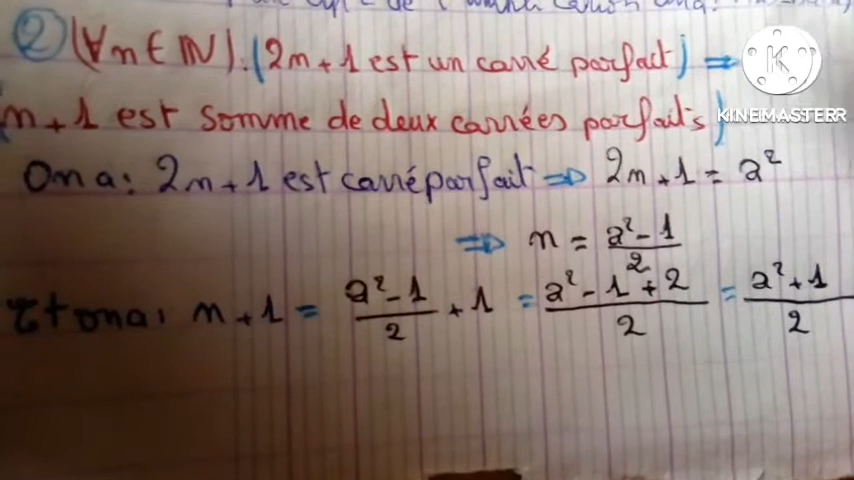 ② (∀n ∈ ℕ). (2n+1 est un carré parfait) ⇒
(n+1 est somme de deux carrées parfaits)
On a: 2n+1 est carré parfait ⇒ 2n+1 = a²
⇒ n = (a²-1)/2
Et on a: n+1 = (a²-1)/2 + 1 = (a²-1+2)/2 = (a²+1)/2
K
KINEMASTERR